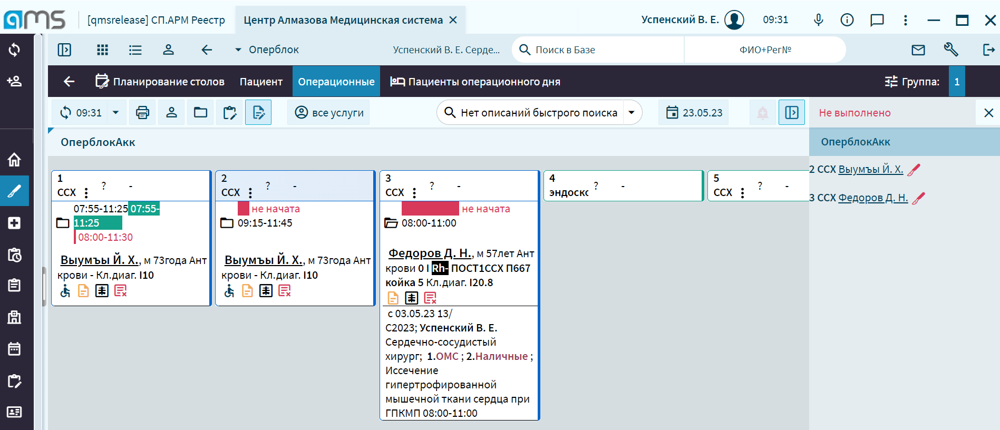 qms
[qmsrelease] СП.АРМ Реестр
Центр Алмазова Медицинская система
Успенский В. Е.
09:31
Оперблок
Успенский В. Е. Серде...
Поиск в Базе
ФИО+Рег№
Планирование столов
Пациент
Операционные
Пациенты операционного дня
Группа:
1
09:31
все услуги
Нет описаний быстрого поиска
23.05.23
Не выполнено
ОперблокАкк
ОперблокАкк
2 ССХ Выумъы Й. Х.
3 ССХ Федоров Д. Н.
1
ССХ ? -
07:55-11:25 07:55-
11:25
08:00-11:30
Выумъы Й. Х., м 73года Ант
крови - Кл.диаг. I10
2
ССХ ? -
не начата
09:15-11:45
Выумъы Й. Х., м 73года Ант
крови - Кл.диаг. I10
3
ССХ ? -
не начата
08:00-11:00
Федоров Д. Н., м 57лет Ант
крови 0 I Rh- ПОСТ1ССХ П667
койка 5 Кл.диаг. I20.8
с 03.05.23 13/
С2023; Успенский В. Е.
Сердечно-сосудистый
хирург; 1.ОМС ; 2.Наличные ;
Иссечение
гипертрофированной
мышечной ткани сердца при
ГПКМП 08:00-11:00
4
эндоско ? -
5
ССХ ? -